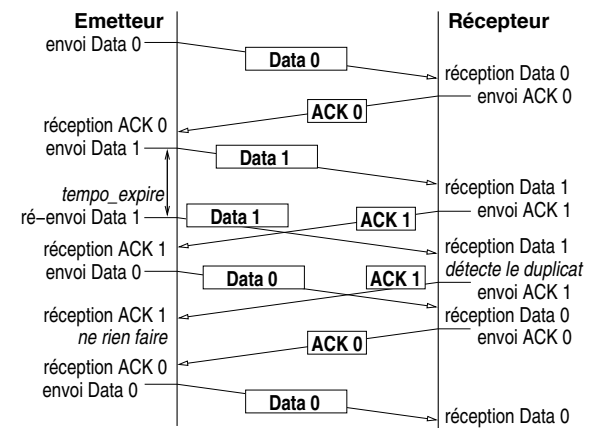 Emetteur
Récepteur
envoi Data 0
Data 0
réception Data 0
envoi ACK 0
ACK 0
réception ACK 0
envoi Data 1
Data 1
réception Data 1
tempo_expire
envoi ACK 1
ré-envoi Data 1
Data 1
ACK 1
réception ACK 1
réception Data 1
détecte le duplicat
envoi Data 0
Data 0
ACK 1
envoi ACK 1
réception ACK 1
réception Data 0
ne rien faire
ACK 0
envoi ACK 0
réception ACK 0
envoi Data 0
Data 0
réception Data 0